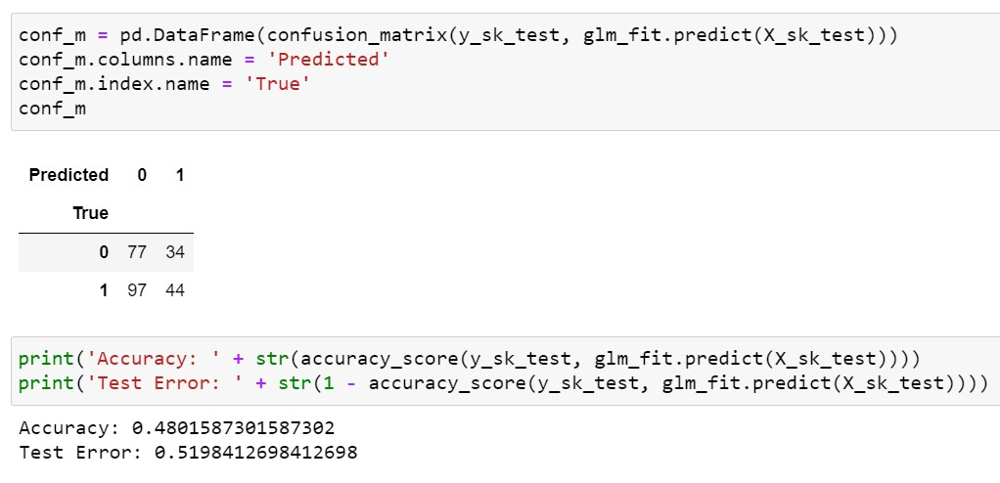 conf_m = pd.DataFrame(confusion_matrix(y_sk_test, glm_fit.predict(X_sk_test)))
conf_m.columns.name = 'Predicted'
conf_m.index.name = 'True'
conf_m
Predicted 0 1
True
0 77 34
1 97 44
print('Accuracy: ' + str(accuracy_score(y_sk_test, glm_fit.predict(X_sk_test))))
print('Test Error: ' + str(1 - accuracy_score(y_sk_test, glm_fit.predict(X_sk_test))))
Accuracy: 0.4801587301587302
Test Error: 0.5198412698412698